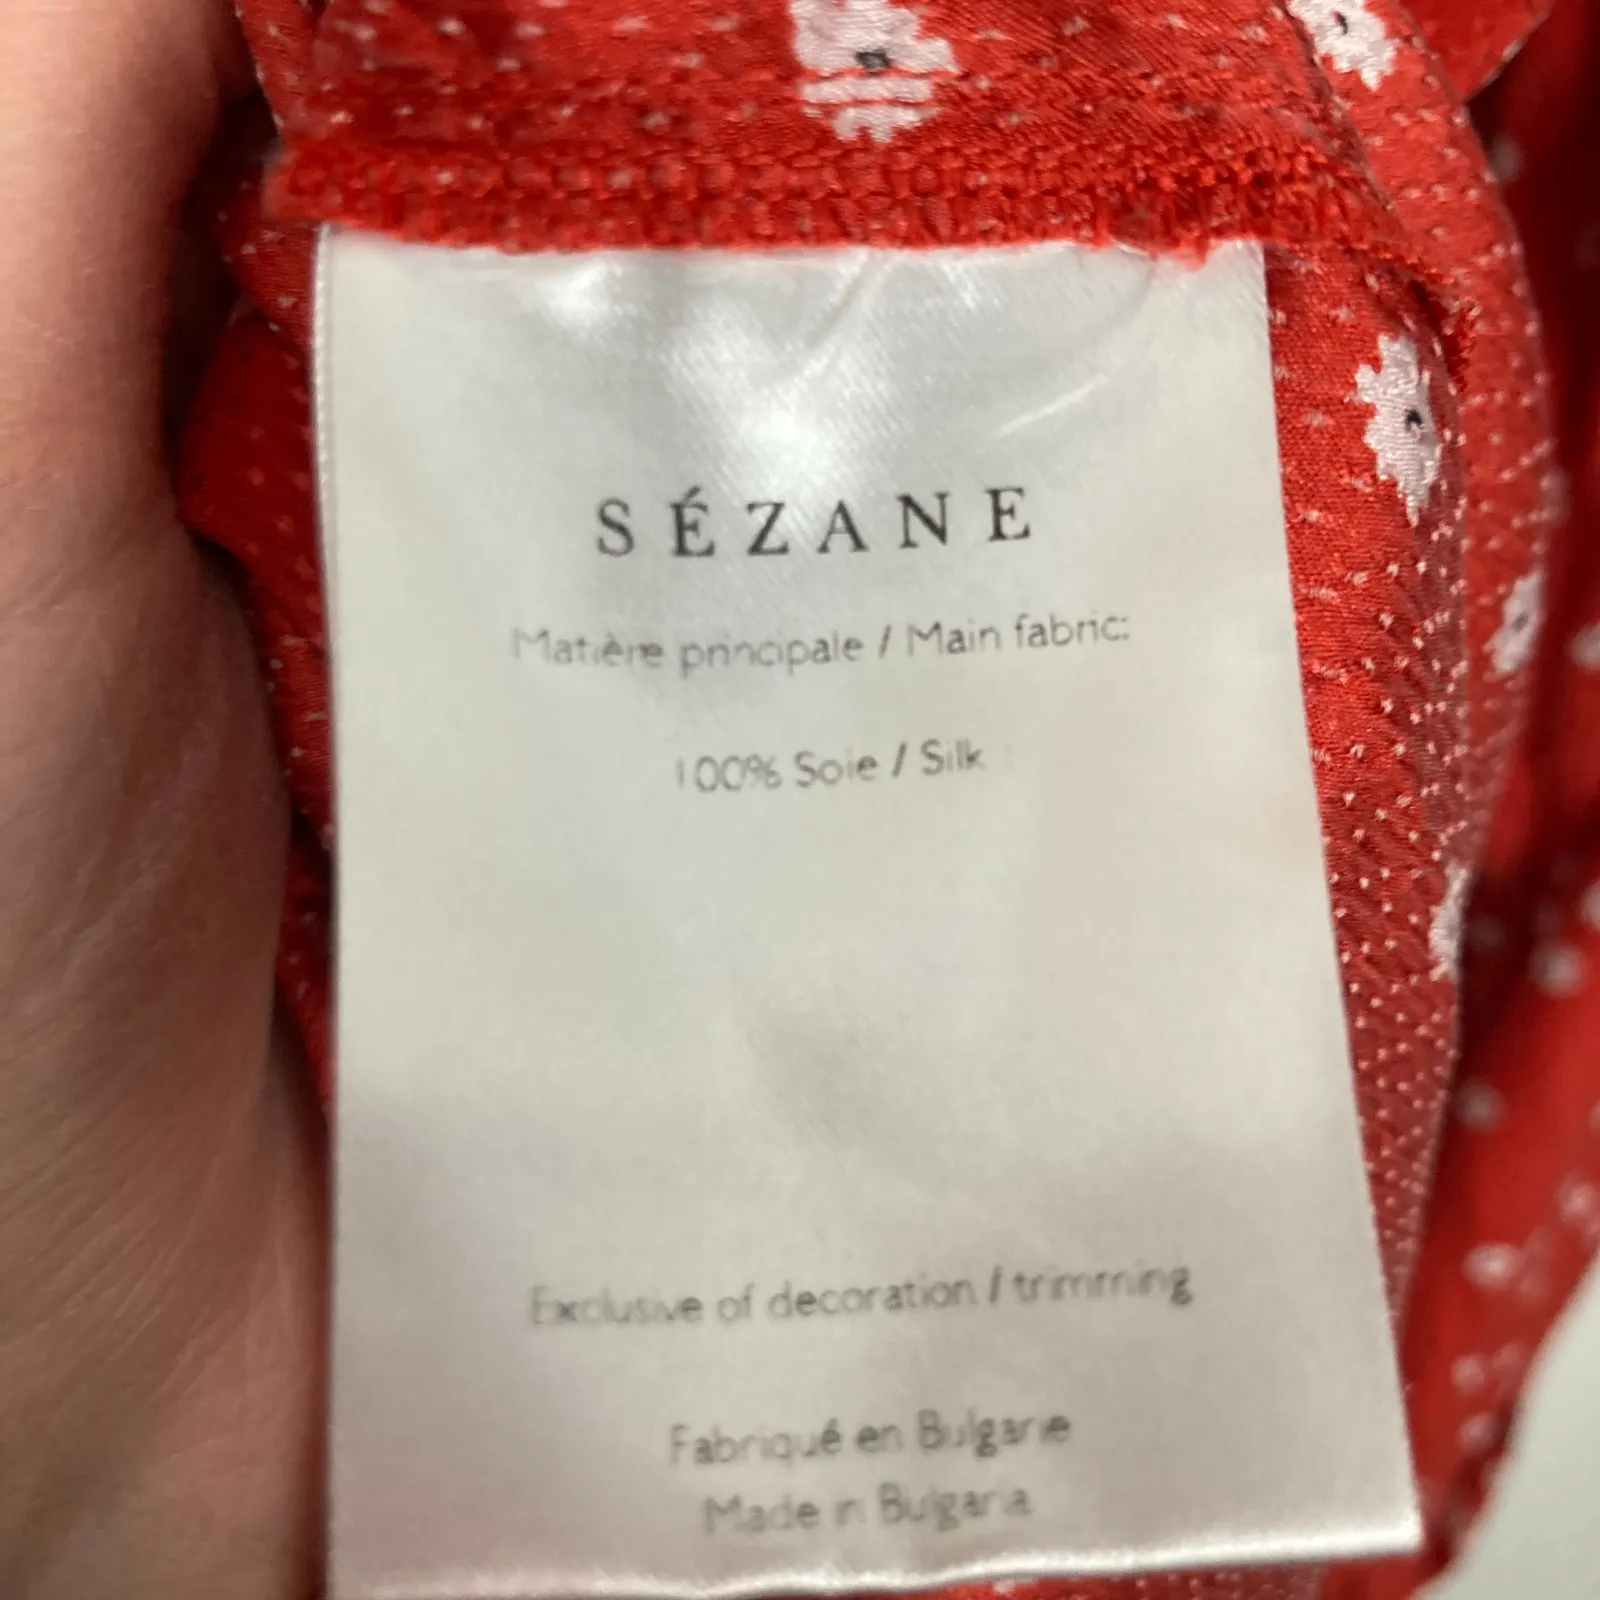 SÉZANE
Matière principale / Main fabric:
100% Soie / Silk
Exclusive of decoration / trimming
Fabriqué en Bulgarie
Made in Bulgaria